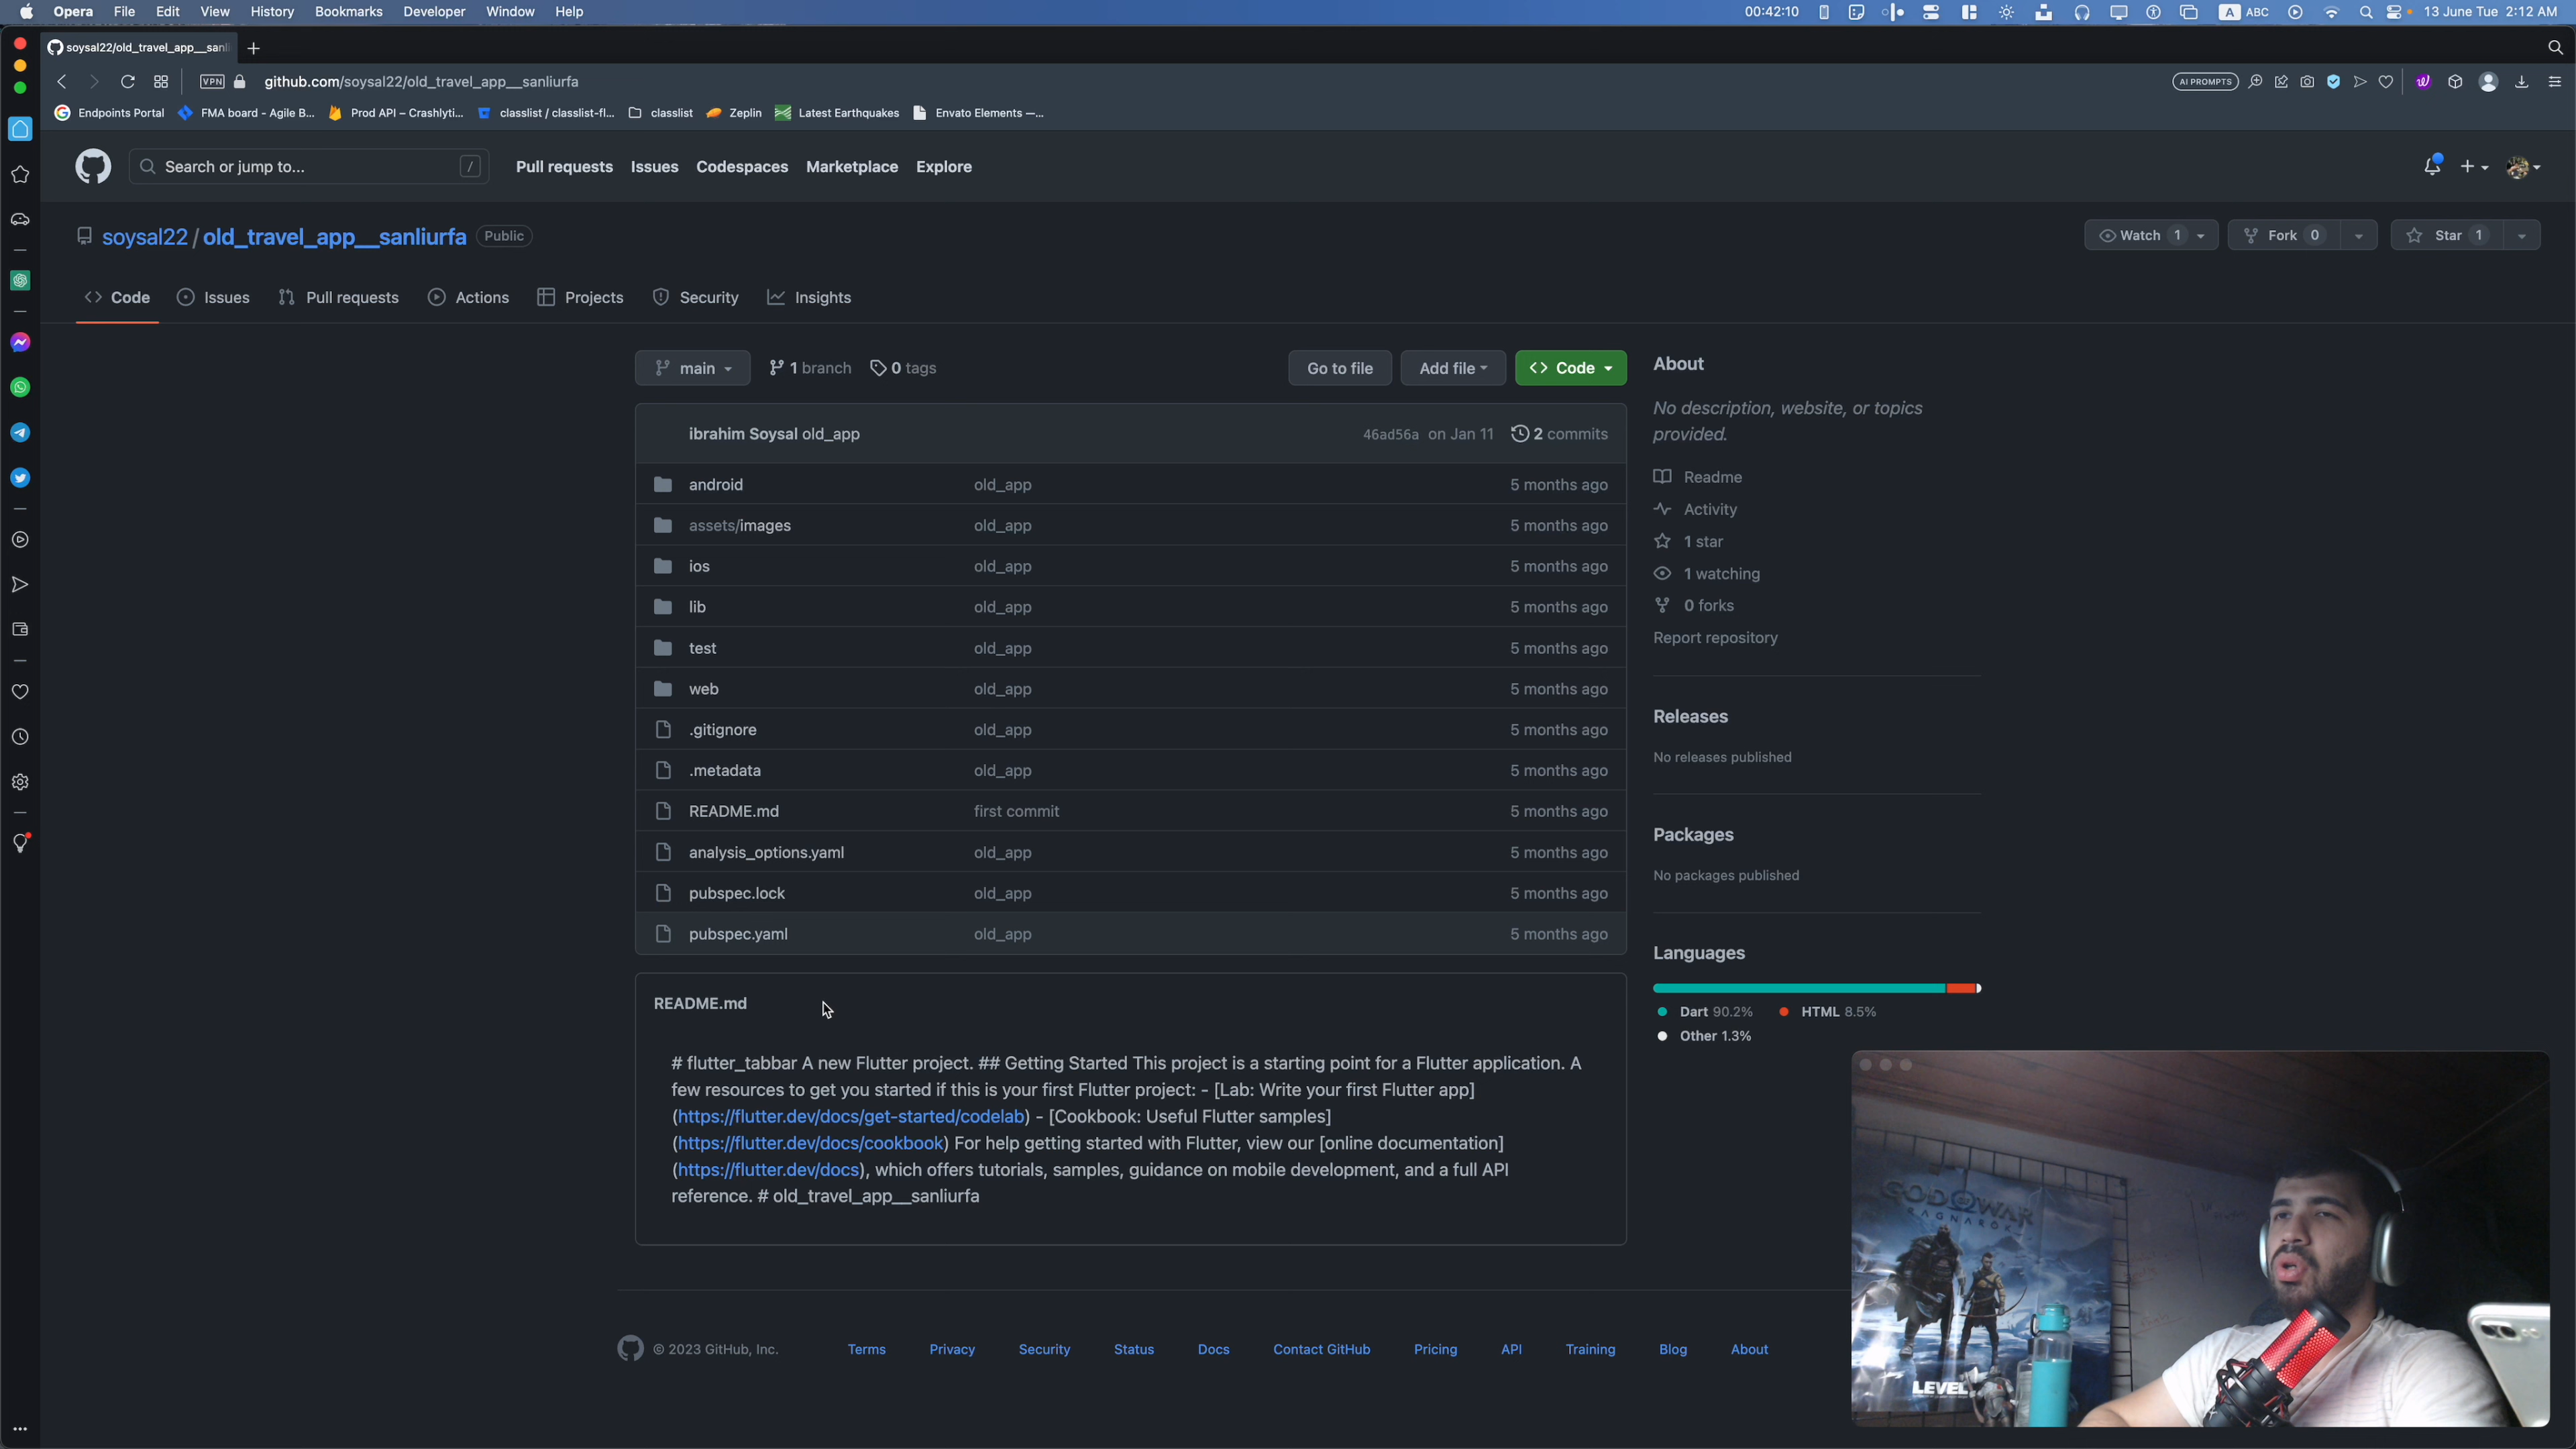 Opera File Edit View History Bookmarks Developer Window Help 00:42:10 A ABC 13 June Tue 2:12 AM
soysal22/old_travel_app__sanli
VPN github.com/soysal22/old_travel_app__sanliurfa AI PROMPTS
Endpoints Portal FMA board - Agile B... Prod API – Crashlyti... classlist / classlist-fl... classlist Zeplin Latest Earthquakes Envato Elements —...
Search or jump to... / Pull requests Issues Codespaces Marketplace Explore
soysal22 / old_travel_app__sanliurfa Public Watch 1 Fork 0 Star 1
Code Issues Pull requests Actions Projects Security Insights
main 1 branch 0 tags Go to file Add file Code
ibrahim Soysal old_app 46ad56a on Jan 11 2 commits
android old_app 5 months ago
assets/images old_app 5 months ago
ios old_app 5 months ago
lib old_app 5 months ago
test old_app 5 months ago
web old_app 5 months ago
.gitignore old_app 5 months ago
.metadata old_app 5 months ago
README.md first commit 5 months ago
analysis_options.yaml old_app 5 months ago
pubspec.lock old_app 5 months ago
pubspec.yaml old_app 5 months ago
README.md
# flutter_tabbar A new Flutter project. ## Getting Started This project is a starting point for a Flutter application. A
few resources to get you started if this is your first Flutter project: - [Lab: Write your first Flutter app]
(https://flutter.dev/docs/get-started/codelab) - [Cookbook: Useful Flutter samples]
(https://flutter.dev/docs/cookbook) For help getting started with Flutter, view our [online documentation]
(https://flutter.dev/docs), which offers tutorials, samples, guidance on mobile development, and a full API
reference. # old_travel_app__sanliurfa
About
No description, website, or topics
provided.
Readme
Activity
1 star
1 watching
0 forks
Report repository
Releases
No releases published
Packages
No packages published
Languages
Dart 90.2% HTML 8.5%
Other 1.3%
© 2023 GitHub, Inc. Terms Privacy Security Status Docs Contact GitHub Pricing API Training Blog About
GOD OF WAR
RAGNARÖK
LEVEL